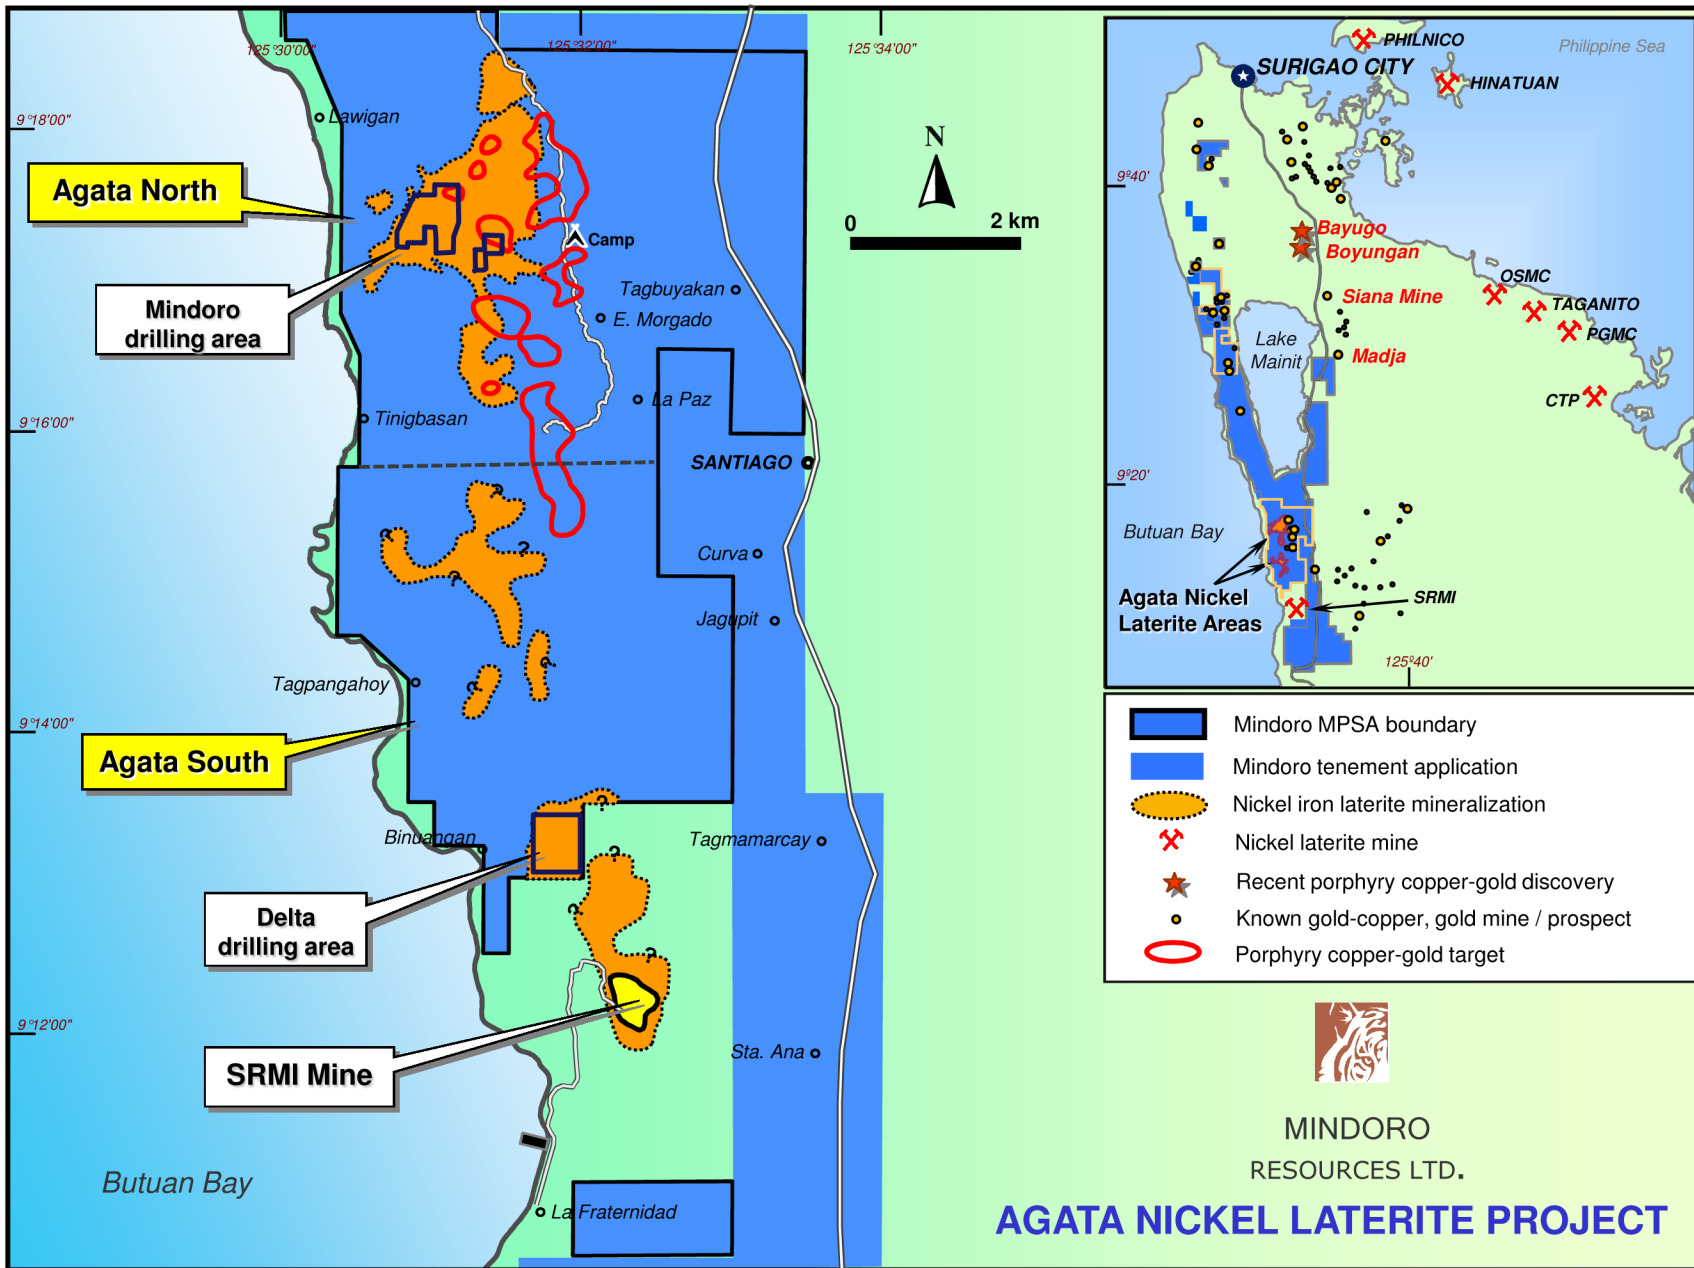 125°30'00"
125°32'00"
125°34'00"
9°18'00"
Lawigan
Agata North
N
0
2 km
Camp
Mindoro
drilling area
Tagbuyakan
E. Morgado
La Paz
Tinigbasan
9°16'00"
SANTIAGO
?
?
?
?
Curva
Jagupit
?
?
Tagpangahoy
9°14'00"
Agata South
?
Binuangan
Tagmamarcay
?
?
Delta
drilling area
?
9°12'00"
SRMI Mine
Sta. Ana
Butuan Bay
La Fraternidad
PHILNICO
Philippine Sea
SURIGAO CITY
HINATUAN
9º40'
Bayugo
Boyungan
OSMC
Siana Mine
TAGANITO
PGMC
Lake
Mainit
Madja
CTP
9º20'
Butuan Bay
Agata Nickel
Laterite Areas
SRMI
125º40'
Mindoro MPSA boundary
Mindoro tenement application
Nickel iron laterite mineralization
Nickel laterite mine
Recent porphyry copper-gold discovery
Known gold-copper, gold mine / prospect
Porphyry copper-gold target
MINDORO
RESOURCES LTD.
AGATA NICKEL LATERITE PROJECT